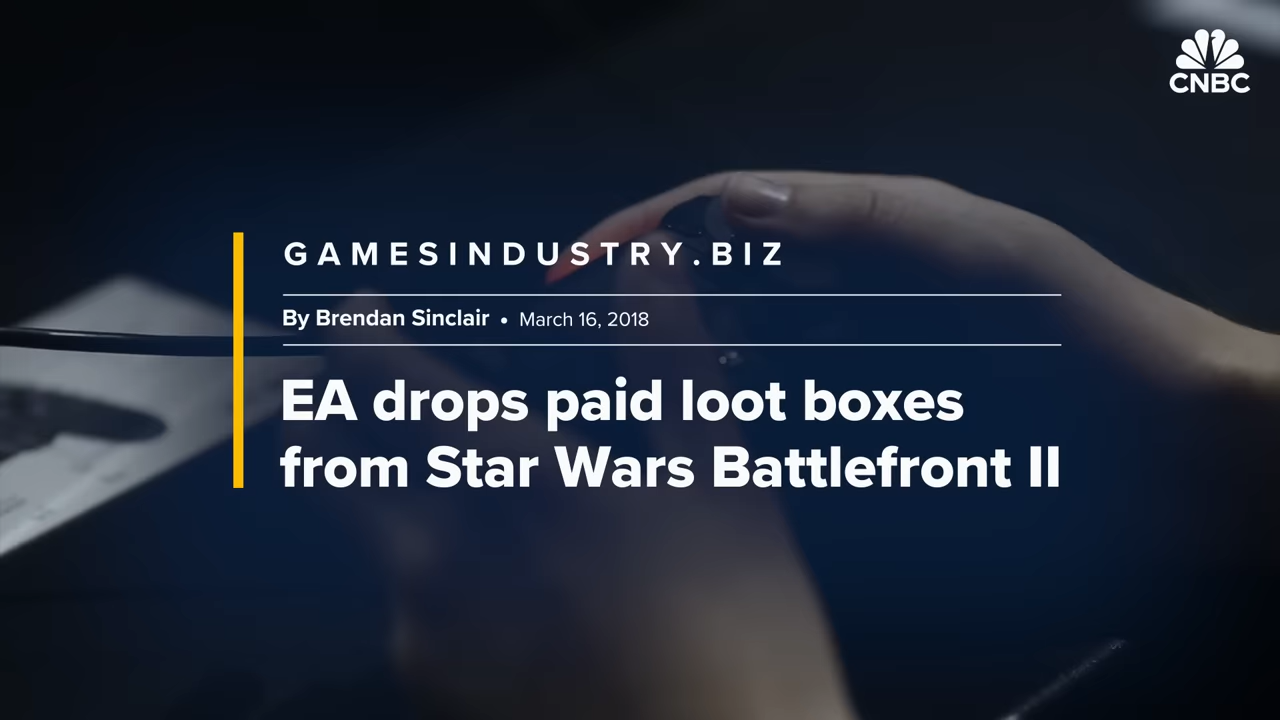 CNBC
GAMESINDUSTRY.BIZ
By Brendan Sinclair • March 16, 2018
EA drops paid loot boxes
from Star Wars Battlefront II